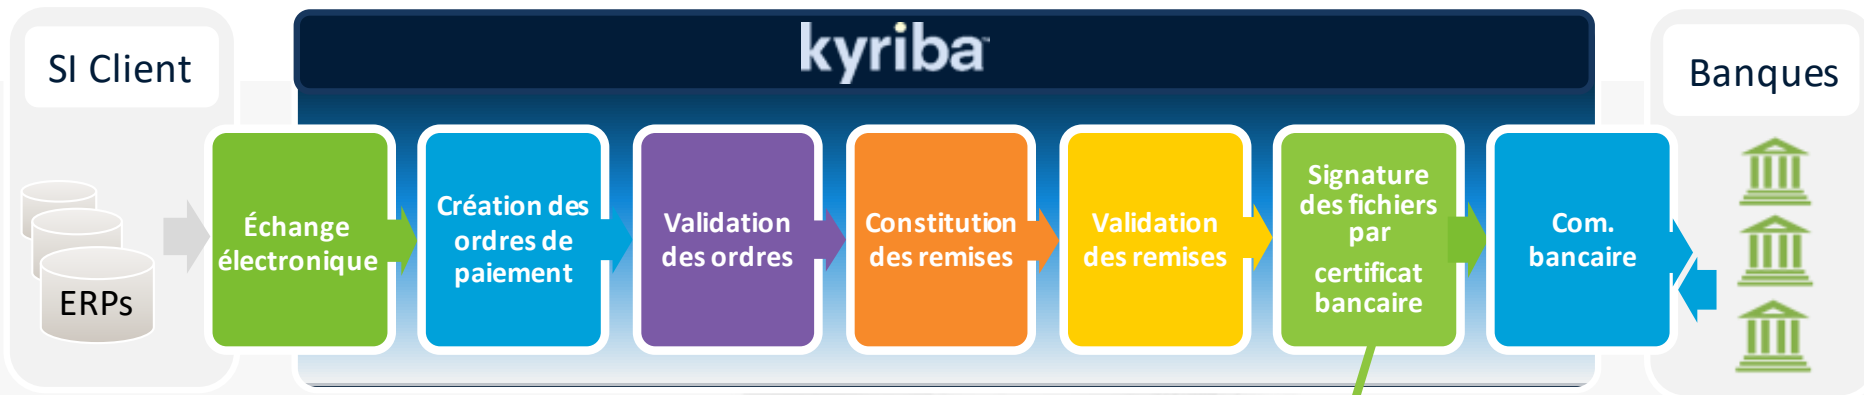 SI Client
kyriba
Banques
ERPs
Échange
électronique
Création des
ordres de
paiement
Validation
des ordres
Constitution
des remises
Validation
des remises
Signature
des fichiers
par
certificat
bancaire
Com.
bancaire